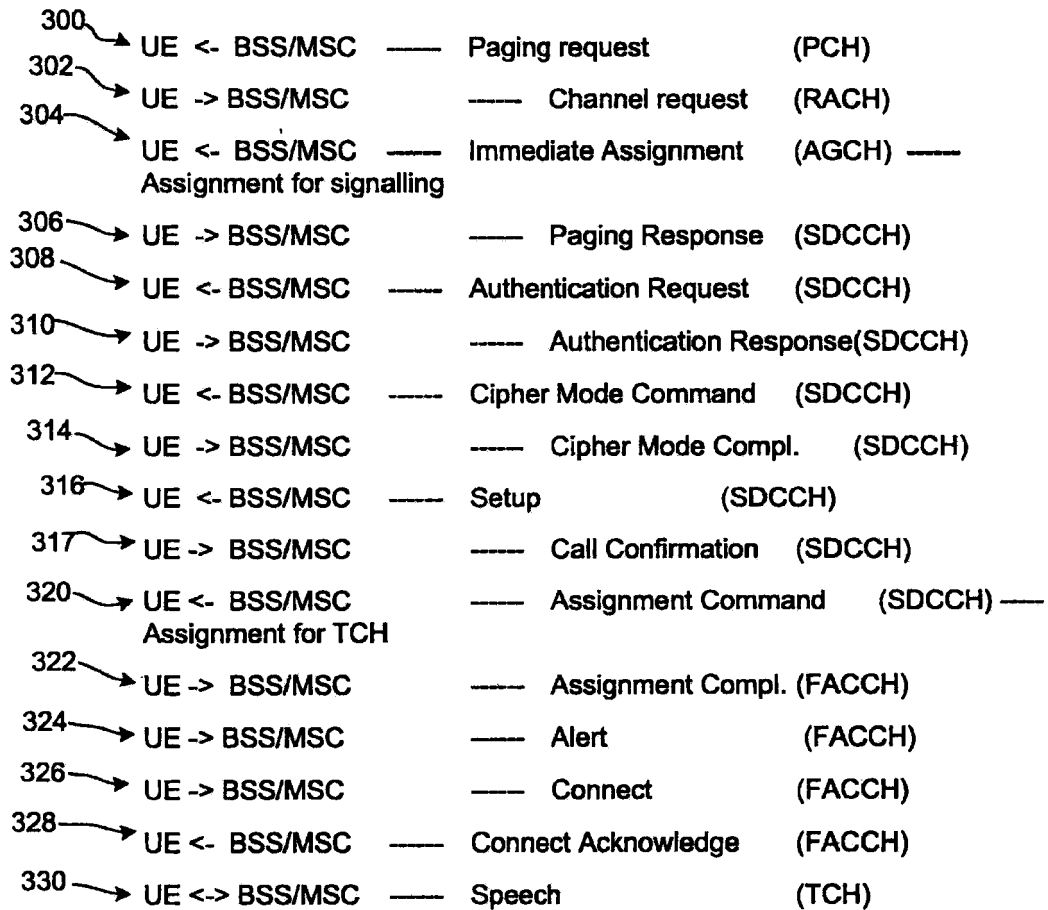 300 UE <- BSS/MSC ----- Paging request (PCH)
302 UE -> BSS/MSC ----- Channel request (RACH)
304 UE <- BSS/MSC ----- Immediate Assignment (AGCH) -----
Assignment for signalling
306 UE -> BSS/MSC ----- Paging Response (SDCCH)
308 UE <- BSS/MSC ----- Authentication Request (SDCCH)
310 UE -> BSS/MSC ----- Authentication Response(SDCCH)
312 UE <- BSS/MSC ----- Cipher Mode Command (SDCCH)
314 UE -> BSS/MSC ----- Cipher Mode Compl. (SDCCH)
316 UE <- BSS/MSC ----- Setup (SDCCH)
317 UE -> BSS/MSC ----- Call Confirmation (SDCCH)
320 UE <- BSS/MSC ----- Assignment Command (SDCCH) ----
Assignment for TCH
322 UE -> BSS/MSC ----- Assignment Compl. (FACCH)
324 UE -> BSS/MSC ----- Alert (FACCH)
326 UE -> BSS/MSC ----- Connect (FACCH)
328 UE <- BSS/MSC ----- Connect Acknowledge (FACCH)
330 UE <-> BSS/MSC ----- Speech (TCH)